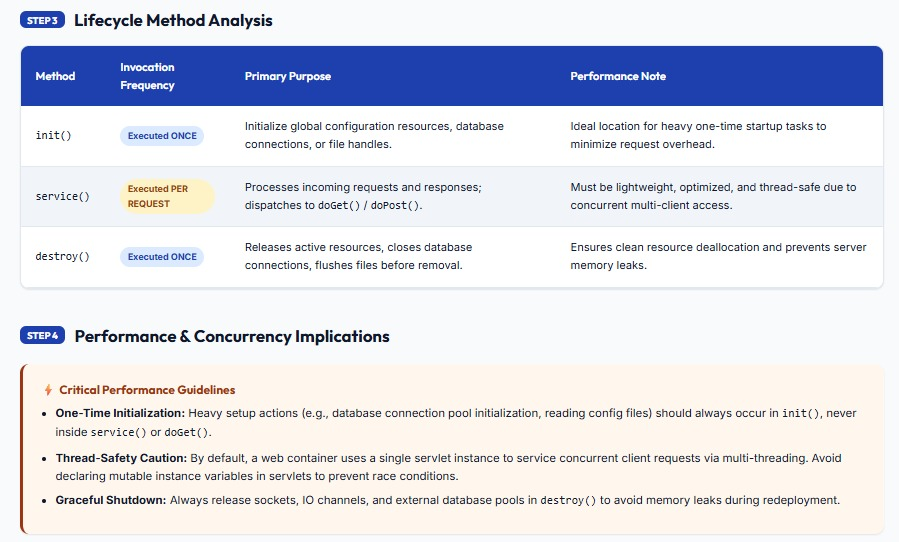 STEP 3 Lifecycle Method Analysis
Method
Invocation
Frequency
Primary Purpose
Performance Note
init()
Executed ONCE
Initialize global configuration resources, database
connections, or file handles.
Ideal location for heavy one-time startup tasks to
minimize request overhead.
service()
Executed PER
REQUEST
Processes incoming requests and responses;
dispatches to doGet() / doPost().
Must be lightweight, optimized, and thread-safe due to
concurrent multi-client access.
destroy()
Executed ONCE
Releases active resources, closes database
connections, flushes files before removal.
Ensures clean resource deallocation and prevents server
memory leaks.
STEP 4 Performance & Concurrency Implications
⚡ Critical Performance Guidelines
• One-Time Initialization: Heavy setup actions (e.g., database connection pool initialization, reading config files) should always occur in init(), never
inside service() or doGet().
• Thread-Safety Caution: By default, a web container uses a single servlet instance to service concurrent client requests via multi-threading. Avoid
declaring mutable instance variables in servlets to prevent race conditions.
• Graceful Shutdown: Always release sockets, IO channels, and external database pools in destroy() to avoid memory leaks during redeployment.